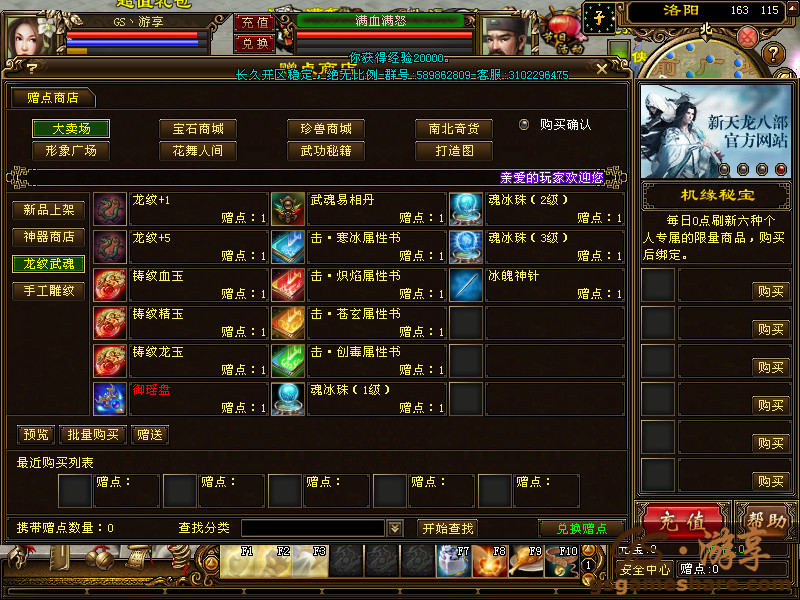 GS丶游享
充值
兑换
满血满怒
子
洛阳 163 115
北
你获得经验20000。
赠点商店
赠点商店
大卖场
宝石商城
珍兽商城
南北奇货
购买确认
形象广场
花舞人间
武功秘籍
打造图
新天龙八部
官方网站
亲爱的玩家欢迎您
机缘秘宝
每日0点刷新六种个
人专属的限量商品，购买
后绑定。
新品上架
神器商店
龙纹武魂
手工雕纹
龙纹+1
赠点：1
武魂易相丹
赠点：1
魂冰珠（2级）
赠点：1
龙纹+5
赠点：1
击·寒冰属性书
赠点：1
魂冰珠（3级）
赠点：1
铸纹血玉
赠点：1
击·炽焰属性书
赠点：1
冰魄神针
赠点：1
铸纹精玉
赠点：1
击·苍玄属性书
赠点：1
铸纹龙玉
赠点：1
击·创毒属性书
赠点：1
御瑶盘
赠点：1
魂冰珠（1级）
赠点：1
购买
购买
购买
购买
购买
购买
预览
批量购买
赠送
最近购买列表
赠点：
赠点：
赠点：
赠点：
赠点：
携带赠点数量：0
查找分类
开始查找
兑换赠点
充值
帮助
F1 F2 F3 F7 F8 F9 F10
1
元宝:0
安全中心 赠点:0
游享